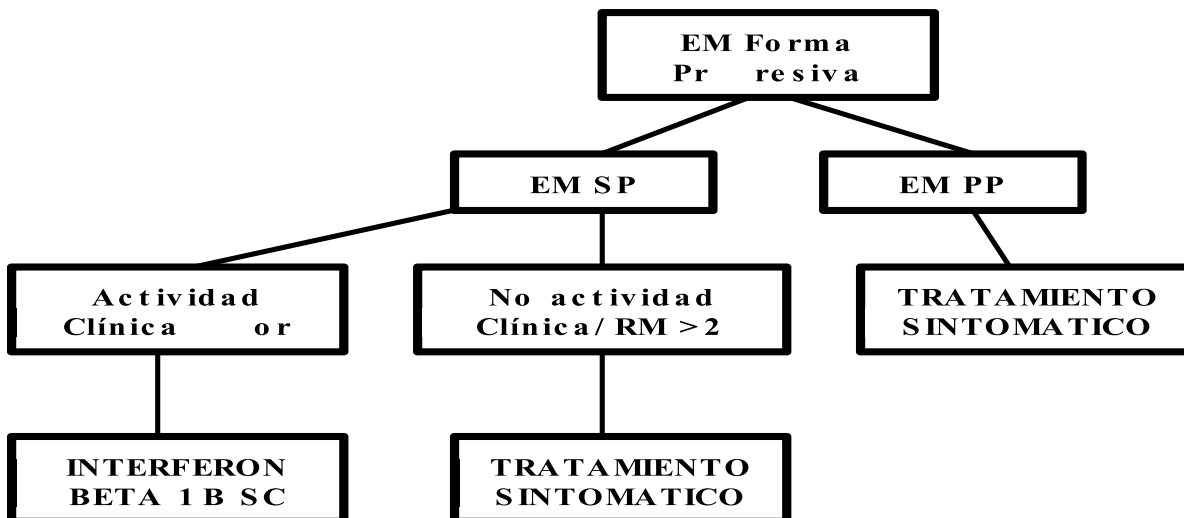 EM Forma
Pr resiva
EM SP
EM PP
Actividad
Clínica or
No actividad
Clínica/ RM >2
TRATAMIENTO
SINTOMATICO
INTERFERON
BETA 1B SC
TRATAMIENTO
SINTOMATICO